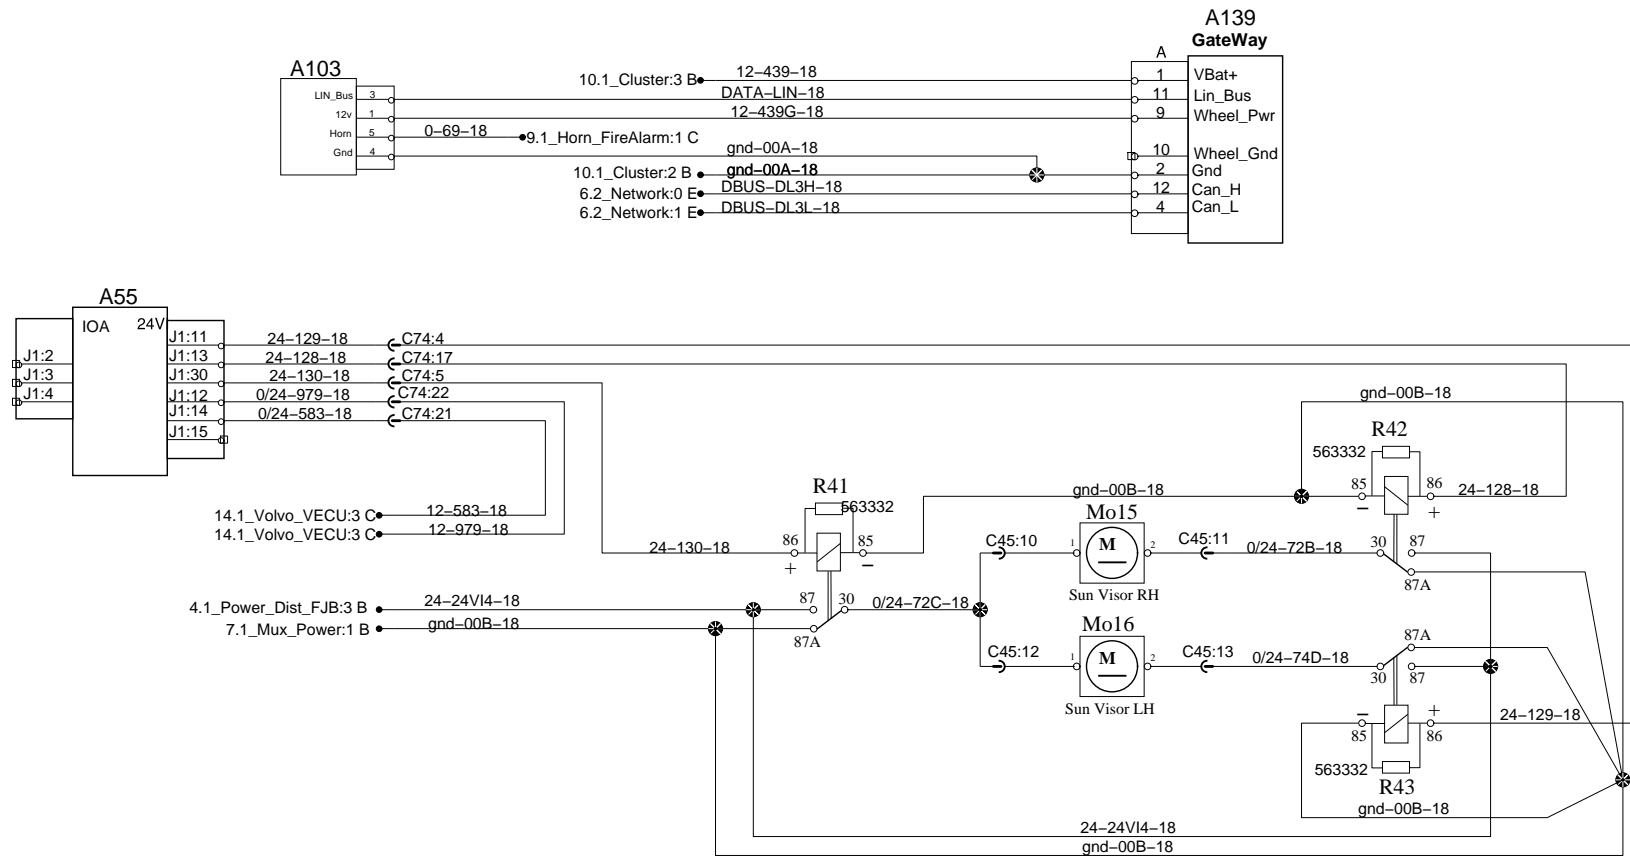 A139
GateWay
A
A103
LIN_Bus 3
12v 1
Horn 5
Gnd 4
10.1_Cluster:3 B 12-439-18 1 VBat+
DATA-LIN-18 11 Lin_Bus
12-439G-18 9 Wheel_Pwr
0-69-18 9.1_Horn_FireAlarm:1 C
gnd-00A-18 10 Wheel_Gnd
10.1_Cluster:2 B gnd-00A-18 2 Gnd
6.2_Network:0 E DBUS-DL3H-18 12 Can_H
6.2_Network:1 E DBUS-DL3L-18 4 Can_L
A55
IOA 24V
J1:2
J1:3
J1:4
J1:11 24-129-18 C74:4
J1:13 24-128-18 C74:17
J1:30 24-130-18 C74:5
J1:12 0/24-979-18 C74:22
J1:14 0/24-583-18 C74:21
J1:15
gnd-00B-18
R42
563332
85 86 24-128-18
− +
R41
563332
gnd-00B-18
14.1_Volvo_VECU:3 C 12-583-18
14.1_Volvo_VECU:3 C 12-979-18
24-130-18 86 85
+ −
Mo15
C45:10 1 M 2 C45:11 0/24-72B-18 30 87
87A
Sun Visor RH
4.1_Power_Dist_FJB:3 B 24-24VI4-18 87 30 0/24-72C-18
7.1_Mux_Power:1 B gnd-00B-18 87A
Mo16
C45:12 1 M 2 C45:13 0/24-74D-18 87A
30 87
Sun Visor LH
− + 24-129-18
85 86
563332
R43
gnd-00B-18
24-24VI4-18
gnd-00B-18